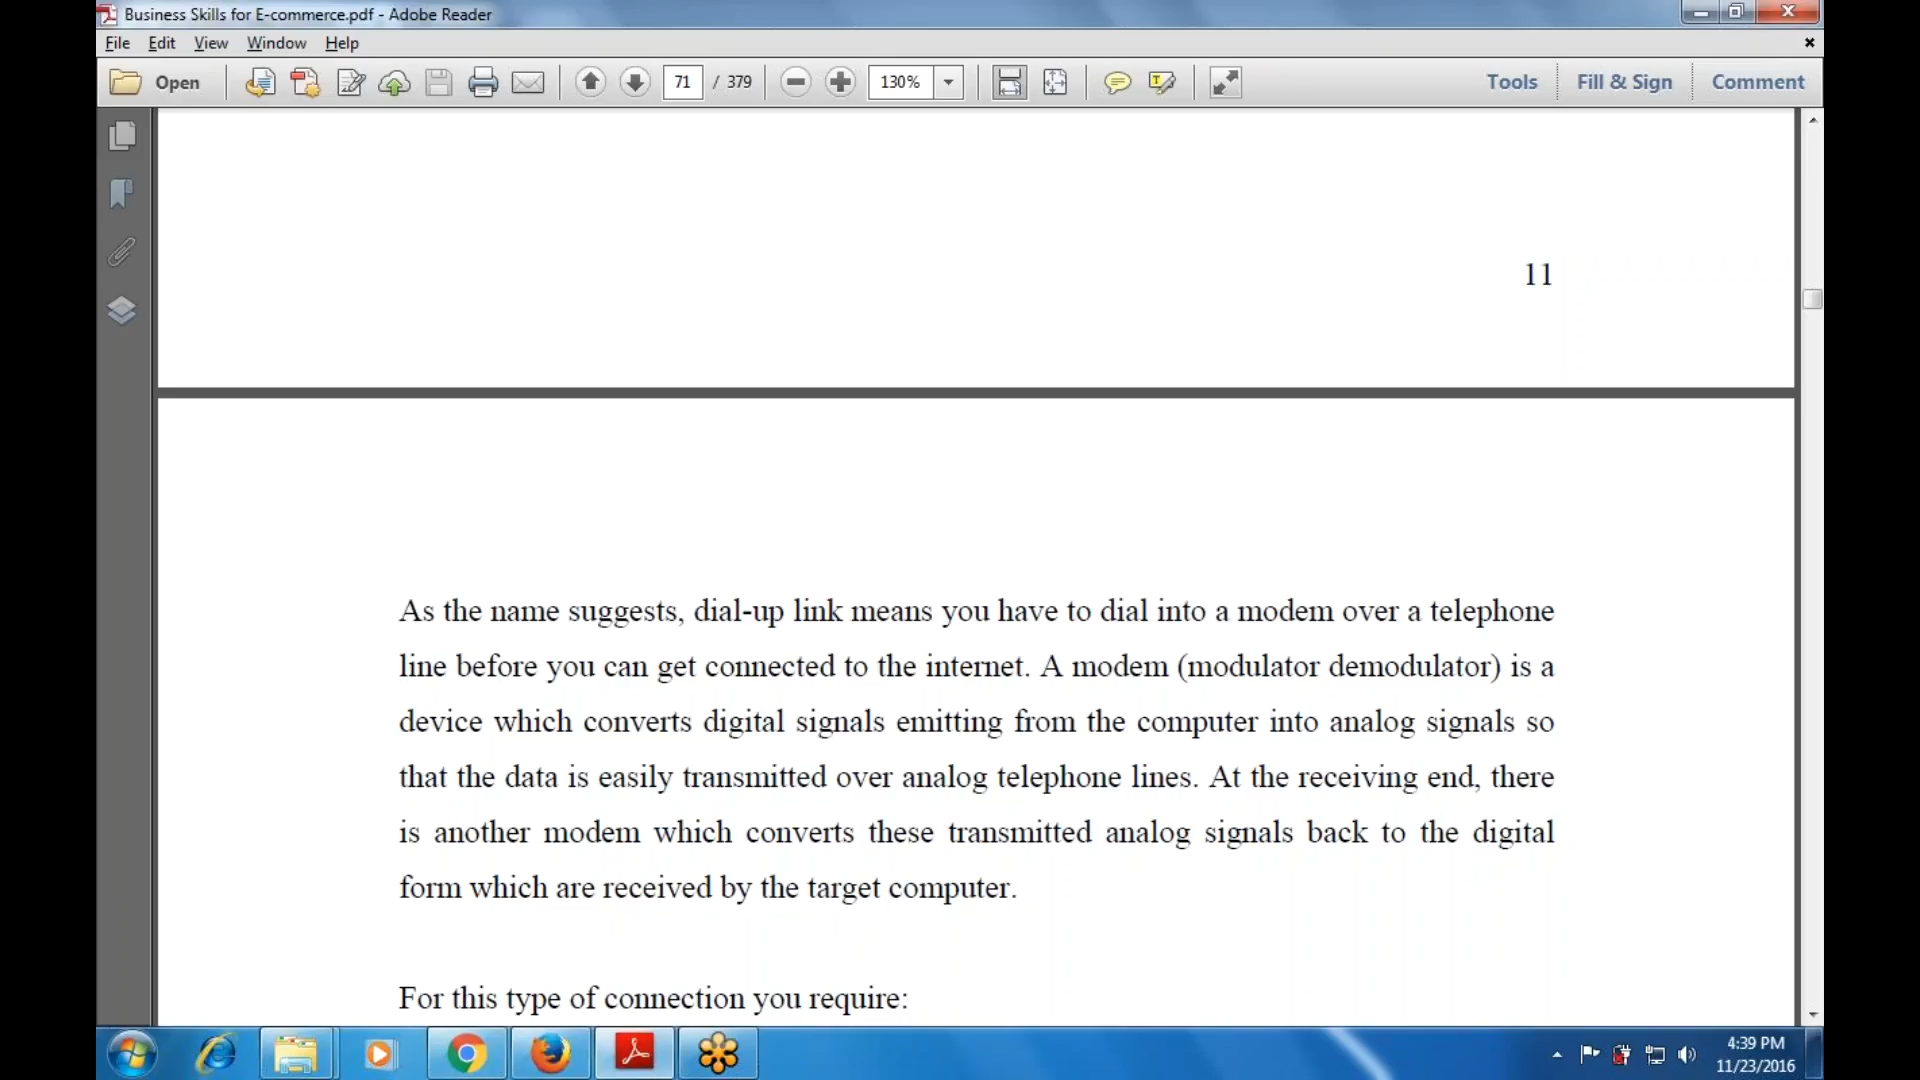 Business Skills for E-commerce.pdf - Adobe Reader
File Edit View Window Help
Open 71 / 379 130% Tools Fill & Sign Comment
11
As the name suggests, dial-up link means you have to dial into a modem over a telephone
line before you can get connected to the internet. A modem (modulator demodulator) is a
device which converts digital signals emitting from the computer into analog signals so
that the data is easily transmitted over analog telephone lines. At the receiving end, there
is another modem which converts these transmitted analog signals back to the digital
form which are received by the target computer.
For this type of connection you require:
4:39 PM
11/23/2016